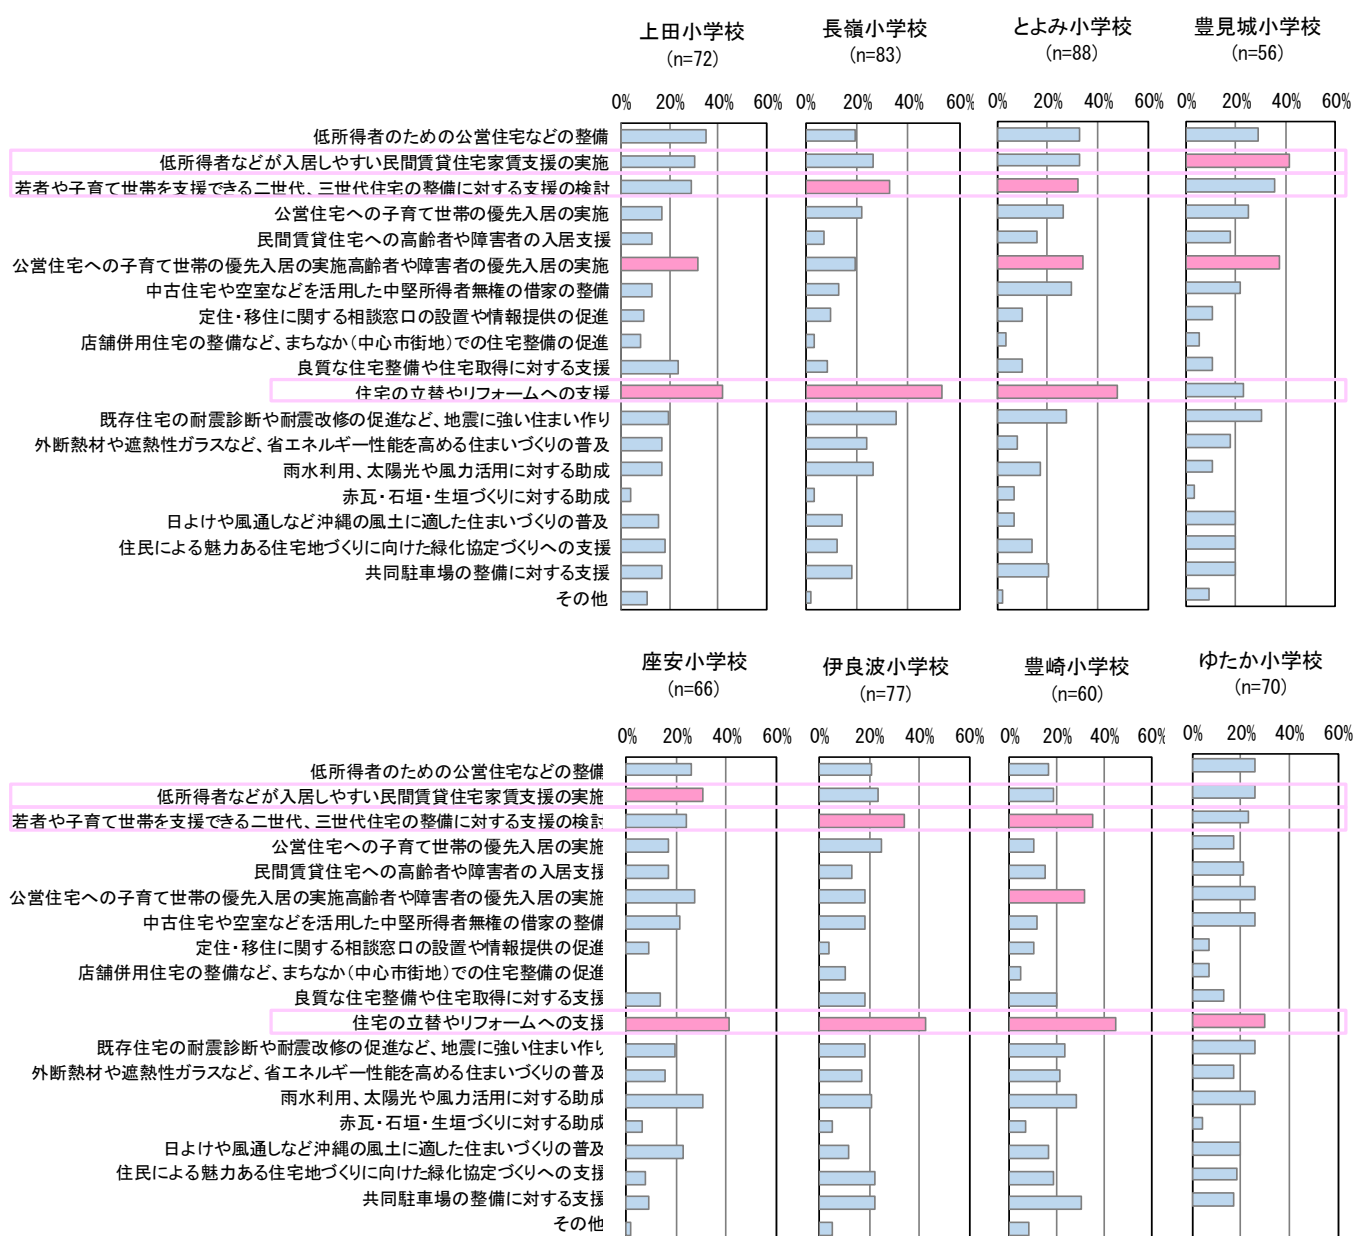 上田小学校 長嶺小学校 とよみ小学校 豊見城小学校
(n=72) (n=83) (n=88) (n=56)
0% 20% 40% 60% 0% 20% 40% 60% 0% 20% 40% 60% 0% 20% 40% 60%
低所得者のための公営住宅などの整備
低所得者などが入居しやすい民間賃貸住宅家賃支援の実施
若者や子育て世帯を支援できる二世代、三世代住宅の整備に対する支援の検討
公営住宅への子育て世帯の優先入居の実施
民間賃貸住宅への高齢者や障害者の入居支援
公営住宅への子育て世帯の優先入居の実施高齢者や障害者の優先入居の実施
中古住宅や空室などを活用した中堅所得者無権の借家の整備
定住・移住に関する相談窓口の設置や情報提供の促進
店舗併用住宅の整備など、まちなか(中心市街地)での住宅整備の促進
良質な住宅整備や住宅取得に対する支援
住宅の立替やリフォームへの支援
既存住宅の耐震診断や耐震改修の促進など、地震に強い住まい作り
外断熱材や遮熱性ガラスなど、省エネルギー性能を高める住まいづくりの普及
雨水利用、太陽光や風力活用に対する助成
赤瓦・石垣・生垣づくりに対する助成
日よけや風通しなど沖縄の風土に適した住まいづくりの普及
住民による魅力ある住宅地づくりに向けた緑化協定づくりへの支援
共同駐車場の整備に対する支援
その他
座安小学校 伊良波小学校 豊崎小学校 ゆたか小学校
(n=66) (n=77) (n=60) (n=70)
0% 20% 40% 60% 0% 20% 40% 60% 0% 20% 40% 60% 0% 20% 40% 60%
低所得者のための公営住宅などの整備
低所得者などが入居しやすい民間賃貸住宅家賃支援の実施
若者や子育て世帯を支援できる二世代、三世代住宅の整備に対する支援の検討
公営住宅への子育て世帯の優先入居の実施
民間賃貸住宅への高齢者や障害者の入居支援
公営住宅への子育て世帯の優先入居の実施高齢者や障害者の優先入居の実施
中古住宅や空室などを活用した中堅所得者無権の借家の整備
定住・移住に関する相談窓口の設置や情報提供の促進
店舗併用住宅の整備など、まちなか(中心市街地)での住宅整備の促進
良質な住宅整備や住宅取得に対する支援
住宅の立替やリフォームへの支援
既存住宅の耐震診断や耐震改修の促進など、地震に強い住まい作り
外断熱材や遮熱性ガラスなど、省エネルギー性能を高める住まいづくりの普及
雨水利用、太陽光や風力活用に対する助成
赤瓦・石垣・生垣づくりに対する助成
日よけや風通しなど沖縄の風土に適した住まいづくりの普及
住民による魅力ある住宅地づくりに向けた緑化協定づくりへの支援
共同駐車場の整備に対する支援
その他